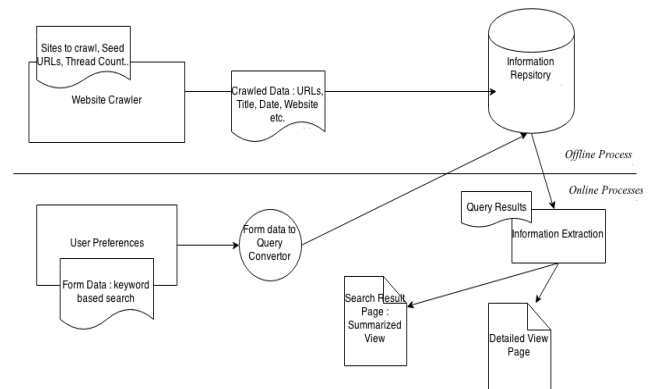 Sites to crawl, Seed
URLs, Thread Count..
Website Crawler
Crawled Data : URLs,
Title, Date, Website
etc.
Information
Repsitory
Offline Process
Online Processes
User Preferences
Form Data : keyword
based search
Form data to
Query
Convertor
Query Results
Information Extraction
Search Result
Page :
Summarized
View
Detailed View
Page